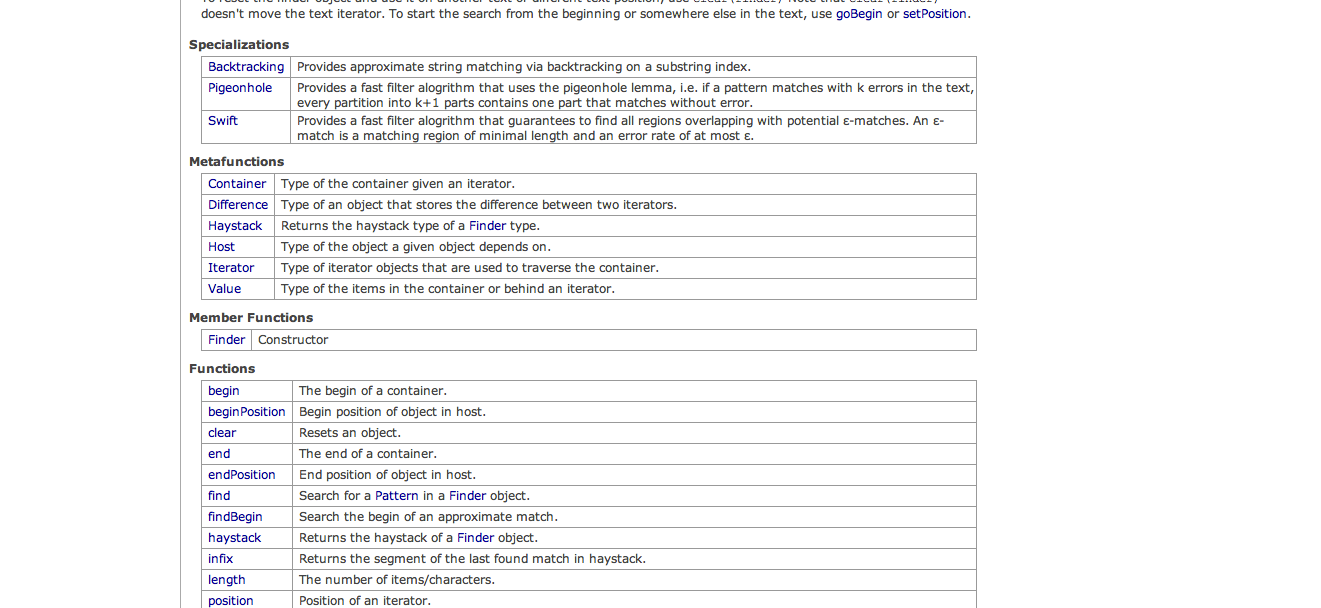 doesn't move the text iterator. To start the search from the beginning or somewhere else in the text, use goBegin or setPosition.
Specializations
Backtracking Provides approximate string matching via backtracking on a substring index.
Pigeonhole Provides a fast filter alogrithm that uses the pigeonhole lemma, i.e. if a pattern matches with k errors in the text,
every partition into k+1 parts contains one part that matches without error.
Swift Provides a fast filter alogrithm that guarantees to find all regions overlapping with potential ε-matches. An ε-
match is a matching region of minimal length and an error rate of at most ε.
Metafunctions
Container Type of the container given an iterator.
Difference Type of an object that stores the difference between two iterators.
Haystack Returns the haystack type of a Finder type.
Host Type of the object a given object depends on.
Iterator Type of iterator objects that are used to traverse the container.
Value Type of the items in the container or behind an iterator.
Member Functions
Finder Constructor
Functions
begin The begin of a container.
beginPosition Begin position of object in host.
clear Resets an object.
end The end of a container.
endPosition End position of object in host.
find Search for a Pattern in a Finder object.
findBegin Search the begin of an approximate match.
haystack Returns the haystack of a Finder object.
infix Returns the segment of the last found match in haystack.
length The number of items/characters.
position Position of an iterator.